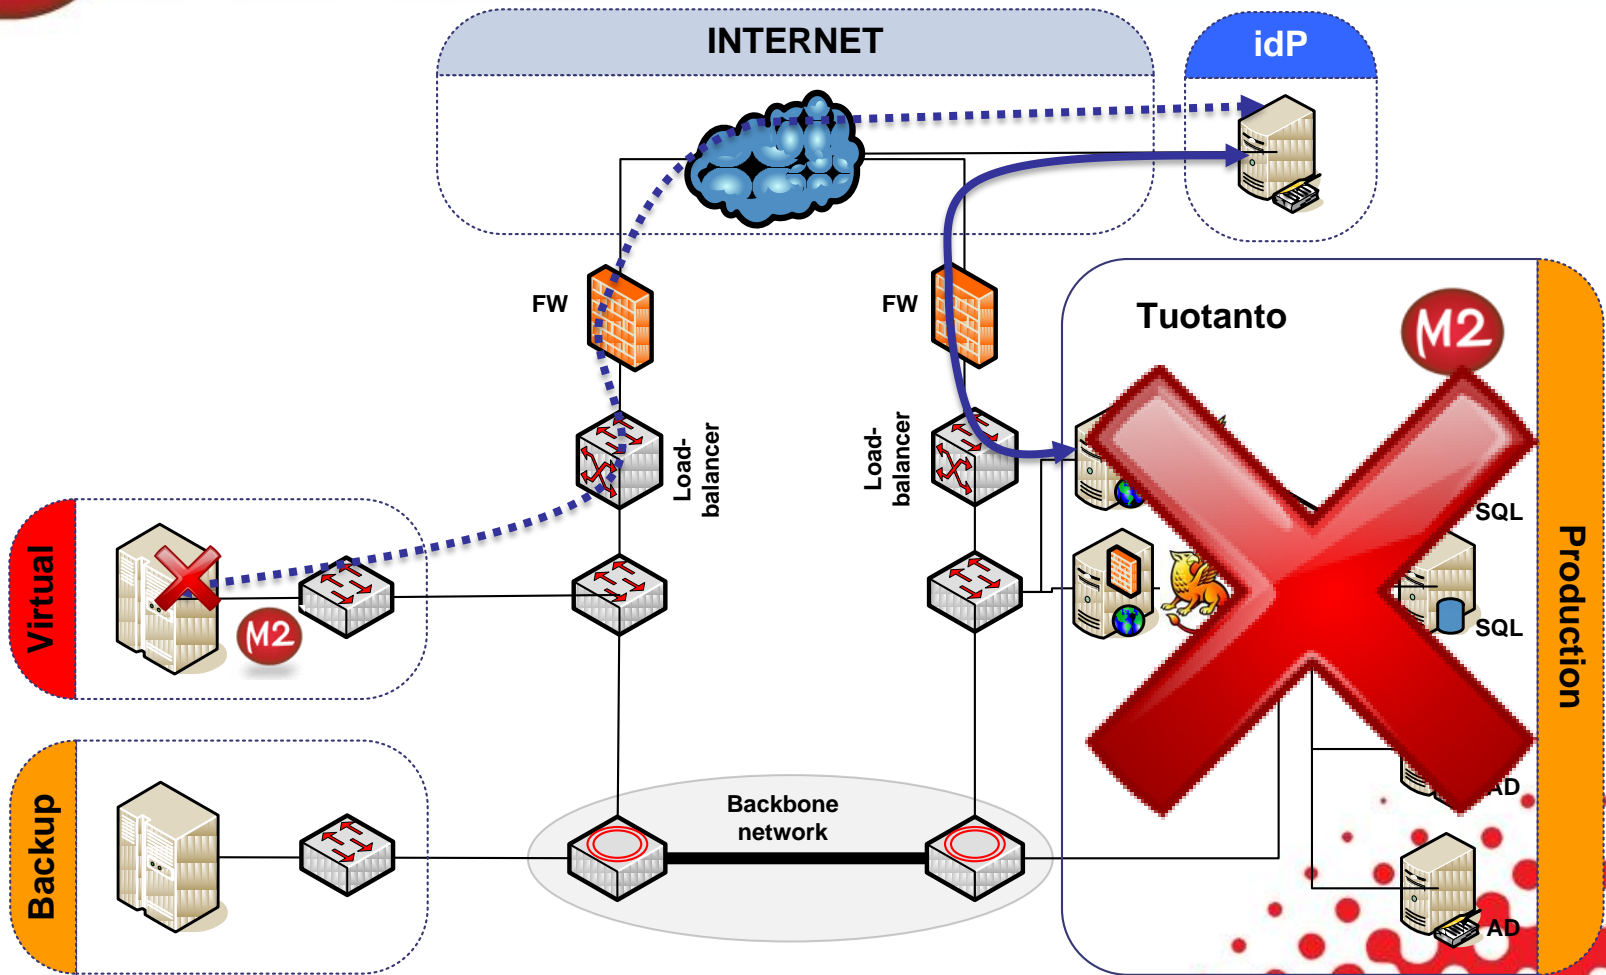 INTERNET
idP
FW
FW
Tuotanto
M2
Load-
balancer
Load-
balancer
SQL
Virtual
M2
SQL
Production
Backup
Backbone
network
AD
AD